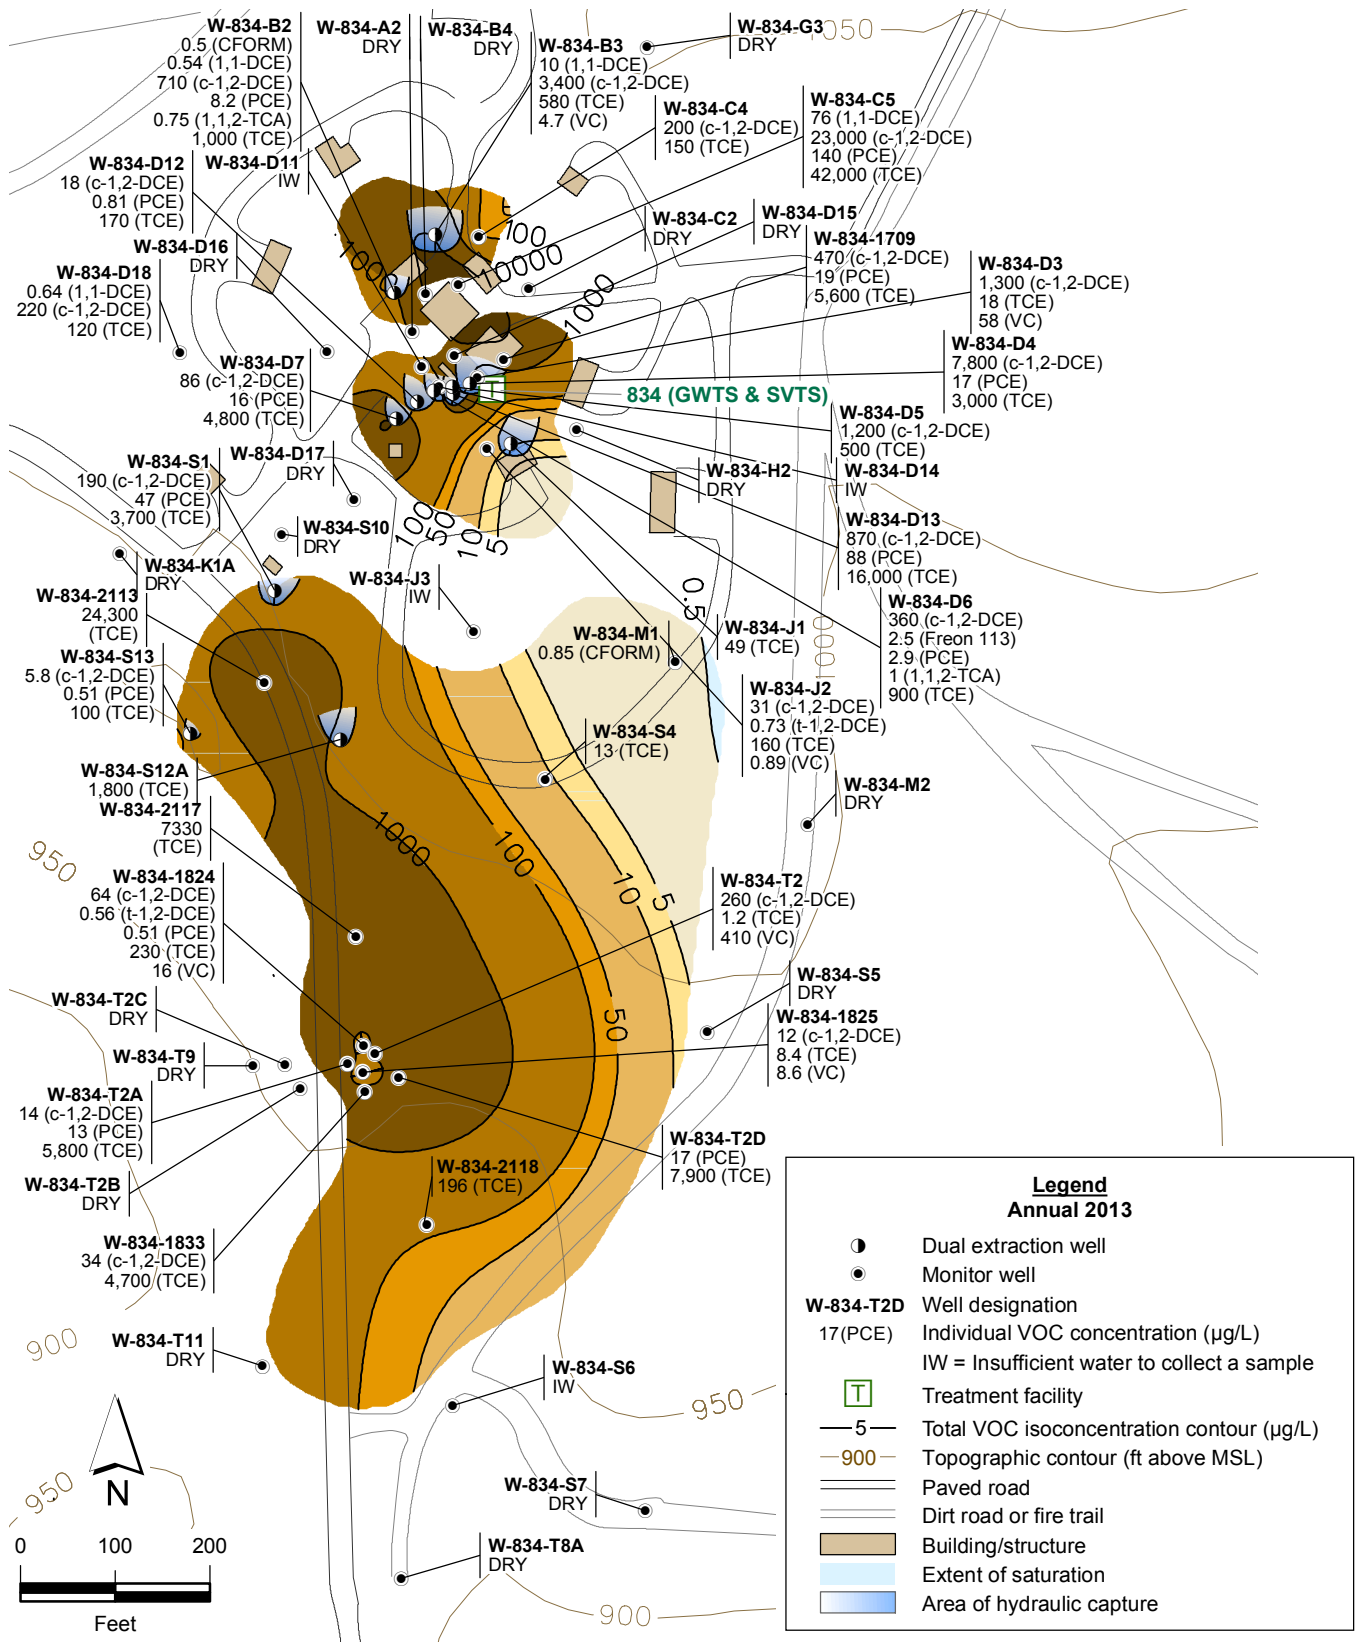 W-834-B2
0.5 (CFORM)
0.54 (1,1-DCE)
710 (c-1,2-DCE)
8.2 (PCE)
0.75 (1,1,2-TCA)
1,000 (TCE)
W-834-A2
DRY
W-834-B4
DRY
W-834-B3
10 (1,1-DCE)
3,400 (c-1,2-DCE)
580 (TCE)
4.7 (VC)
W-834-G3
DRY
1050
W-834-C4
200 (c-1,2-DCE)
150 (TCE)
W-834-C5
76 (1,1-DCE)
23,000 (c-1,2-DCE)
140 (PCE)
42,000 (TCE)
W-834-D12
18 (c-1,2-DCE)
0.81 (PCE)
170 (TCE)
W-834-D11
IW
W-834-C2
DRY
W-834-D15
DRY
W-834-1709
470 (c-1,2-DCE)
19 (PCE)
5,600 (TCE)
W-834-D16
DRY
W-834-D18
0.64 (1,1-DCE)
220 (c-1,2-DCE)
120 (TCE)
W-834-D3
1,300 (c-1,2-DCE)
18 (TCE)
58 (VC)
100
10000
1000
1000
W-834-D4
7,800 (c-1,2-DCE)
17 (PCE)
3,000 (TCE)
W-834-D7
86 (c-1,2-DCE)
16 (PCE)
4,800 (TCE)
T
834 (GWTS & SVTS)
W-834-D5
1,200 (c-1,2-DCE)
500 (TCE)
W-834-S1
190 (c-1,2-DCE)
47 (PCE)
3,700 (TCE)
W-834-D17
DRY
W-834-H2
DRY
W-834-D14
IW
W-834-D13
870 (c-1,2-DCE)
88 (PCE)
16,000 (TCE)
100
50
10
5
W-834-S10
DRY
W-834-K1A
DRY
W-834-J3
IW
0.5
W-834-2113
24,300
(TCE)
W-834-D6
360 (c-1,2-DCE)
2.5 (Freon 113)
2.9 (PCE)
1 (1,1,2-TCA)
900 (TCE)
1000
W-834-M1
0.85 (CFORM)
W-834-J1
49 (TCE)
W-834-S13
5.8 (c-1,2-DCE)
0.51 (PCE)
100 (TCE)
W-834-J2
31 (c-1,2-DCE)
0.73 (t-1,2-DCE)
160 (TCE)
0.89 (VC)
W-834-S4
13 (TCE)
W-834-S12A
1,800 (TCE)
W-834-M2
DRY
W-834-2117
7330
(TCE)
950
1000
100
10
5
W-834-1824
64 (c-1,2-DCE)
0.56 (t-1,2-DCE)
0.51 (PCE)
230 (TCE)
16 (VC)
W-834-T2
260 (c-1,2-DCE)
1.2 (TCE)
410 (VC)
W-834-T2C
DRY
W-834-S5
DRY
50
W-834-1825
12 (c-1,2-DCE)
8.4 (TCE)
8.6 (VC)
W-834-T9
DRY
W-834-T2A
14 (c-1,2-DCE)
13 (PCE)
5,800 (TCE)
W-834-T2D
17 (PCE)
7,900 (TCE)
W-834-T2B
DRY
W-834-2118
196 (TCE)
W-834-1833
34 (c-1,2-DCE)
4,700 (TCE)
900
W-834-T11
DRY
W-834-S6
IW
950
950
W-834-S7
DRY
W-834-T8A
DRY
900
N
0 100 200
Feet
Legend
Annual 2013
Dual extraction well
Monitor well
W-834-T2D Well designation
17(PCE) Individual VOC concentration (µg/L)
IW = Insufficient water to collect a sample
T Treatment facility
5 Total VOC isoconcentration contour (µg/L)
900 Topographic contour (ft above MSL)
Paved road
Dirt road or fire trail
Building/structure
Extent of saturation
Area of hydraulic capture